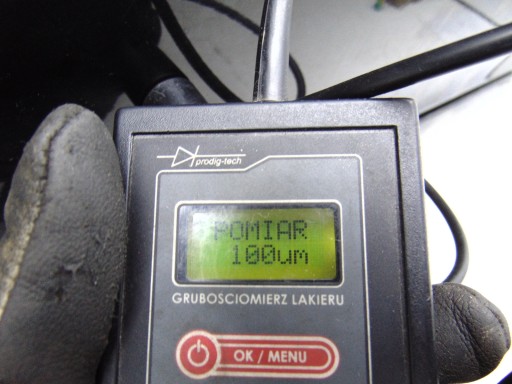 prodig-tech
POMIAR
100um
GRUBOSCIOMIERZ LAKIERU
OK / MENU